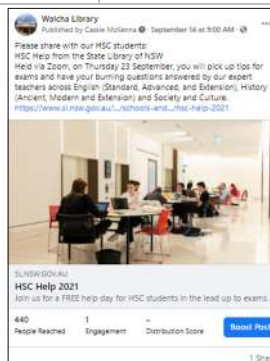 Walcha Library
Published by Cassie McKenna · September 14 at 9:00 AM ·
Please share with our HSC students:
HSC Help from the State Library of NSW
Held via Zoom, on Thursday 23 September, you will pick up tips for
exams and have your burning questions answered by our expert
teachers across English (Standard, Advanced, and Extension), History
(Ancient, Modern and Extension) and Society and Culture.
https://www.sl.nsw.gov.au/.../schools-and.../hsc-help-2021
SL.NSW.GOV.AU
HSC Help 2021
Join us for a FREE help day for HSC students in the lead up to exams.
440
1
–
People Reached
Engagement
Distribution Score
Boost Post
1 Share